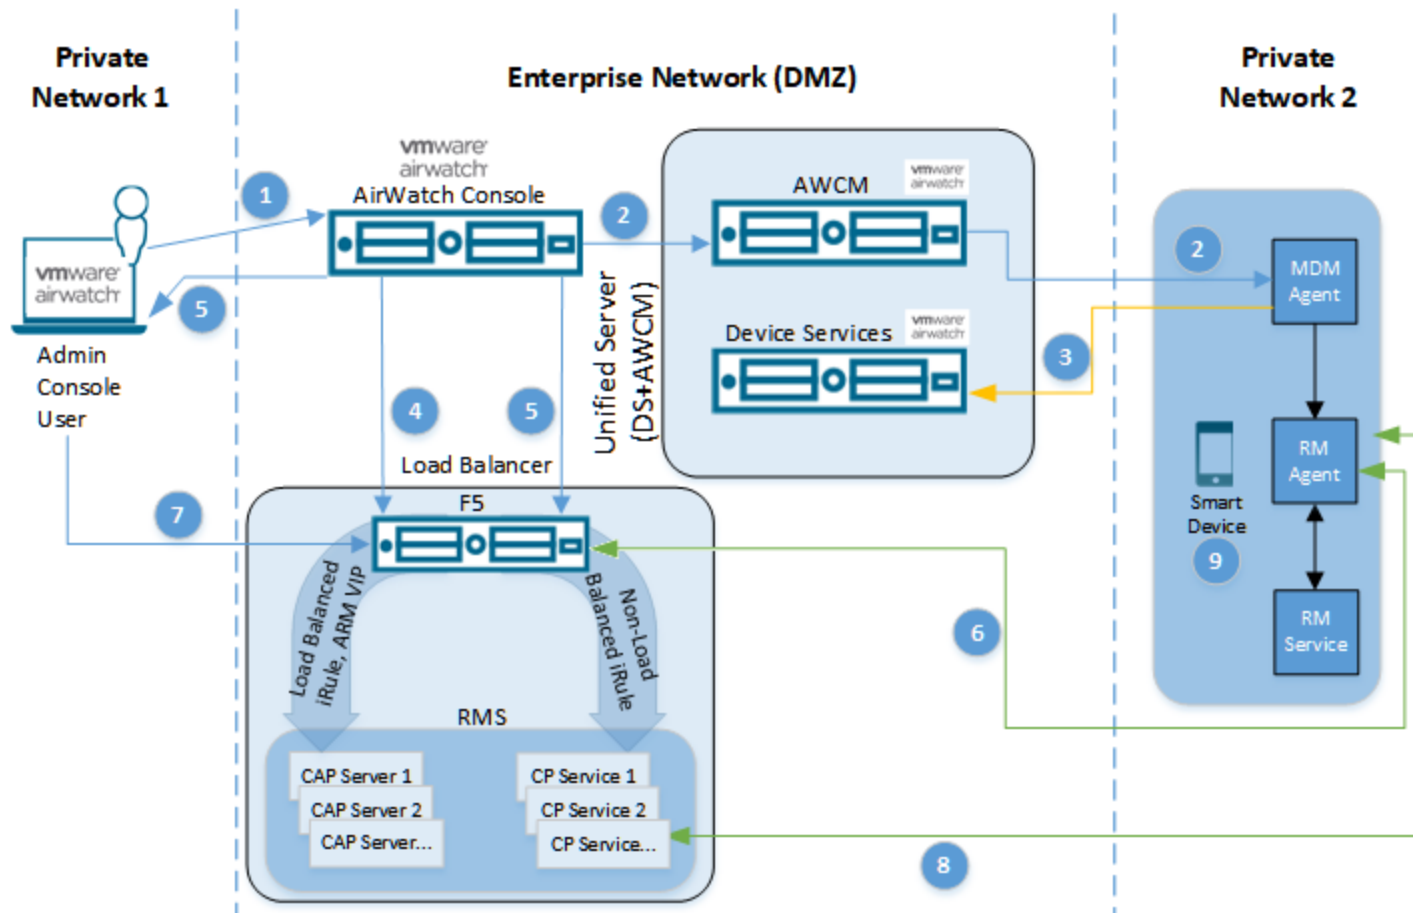 Private
Network 1
Enterprise Network (DMZ)
Private
Network 2
vmware
airwatch
AirWatch Console
1
2
AWCM
vmware
airwatch
2
MDM
Agent
vmware
airwatch
5
Admin
Console
User
Unified Server
(DS+AWCM)
Device Services
vmware
airwatch
3
4
5
Load Balancer
F5
7
RM
Agent
Smart
Device
9
RM
Service
Load Balanced
iRule, ARM VIP
Non-Load
Balanced iRule
6
RMS
CAP Server 1
CAP Server 2
CAP Server...
CP Service 1
CP Service 2
CP Service...
8